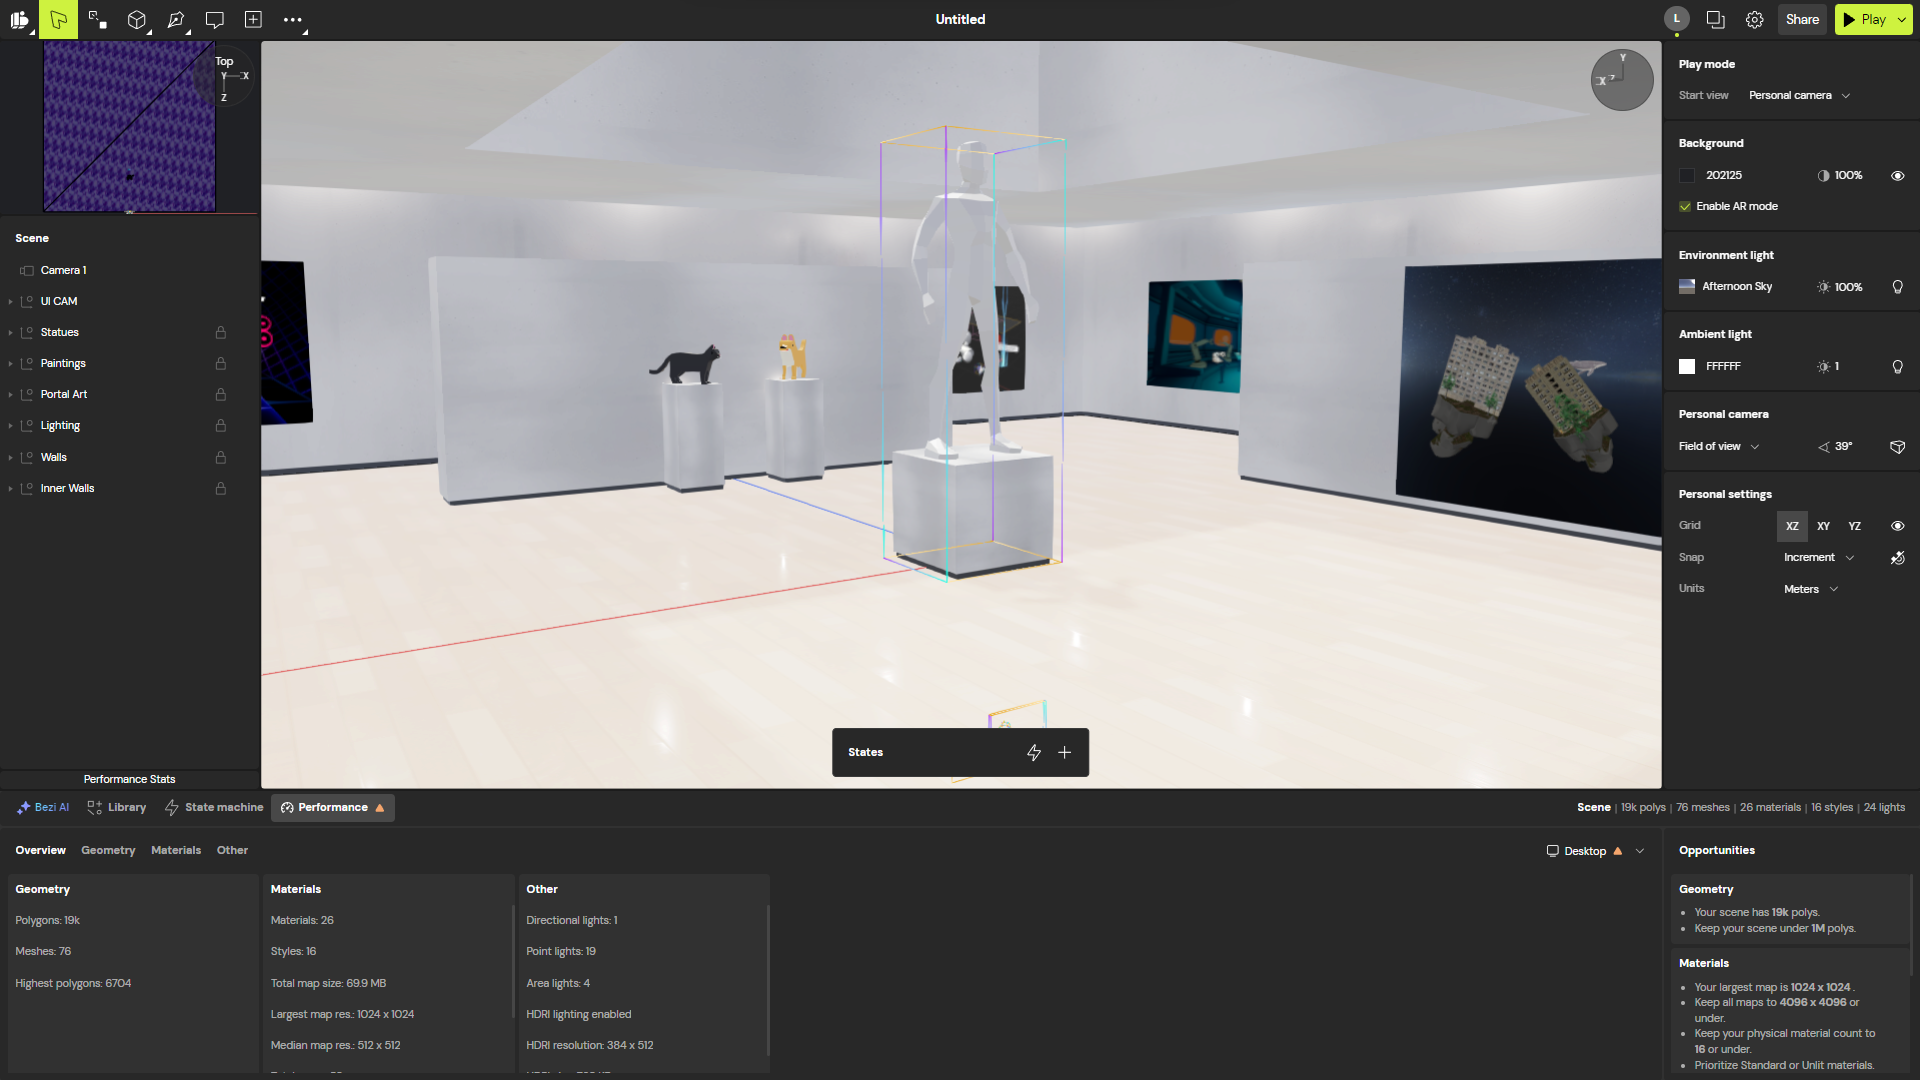 Untitled
L
Share
Play
Top
Y
X
Z
Y
X
Z
Scene
Camera 1
UI CAM
Statues
Paintings
Portal Art
Lighting
Walls
Inner Walls
Performance Stats
States
Play mode
Start view
Personal camera
Background
202125
100%
Enable AR mode
Environment light
Afternoon Sky
100%
Ambient light
FFFFFF
1
Personal camera
Field of view
39°
Personal settings
Grid
XZ
XY
YZ
Snap
Increment
Units
Meters
Bezi AI
Library
State machine
Performance
Scene | 19k polys | 76 meshes | 26 materials | 16 styles | 24 lights
Overview
Geometry
Materials
Other
Desktop
Geometry
Polygons: 19k
Meshes: 76
Highest polygons: 6704
Materials
Materials: 26
Styles: 16
Total map size: 69.9 MB
Largest map res.: 1024 x 1024
Median map res.: 512 x 512
Other
Directional lights: 1
Point lights: 19
Area lights: 4
HDRI lighting enabled
HDRI resolution: 384 x 512
Opportunities
Geometry
• Your scene has 19k polys.
• Keep your scene under 1M polys.
Materials
• Your largest map is 1024 x 1024 .
• Keep all maps to 4096 x 4096 or
under.
• Keep your physical material count to
16 or under.
• Prioritize Standard or Unlit materials.